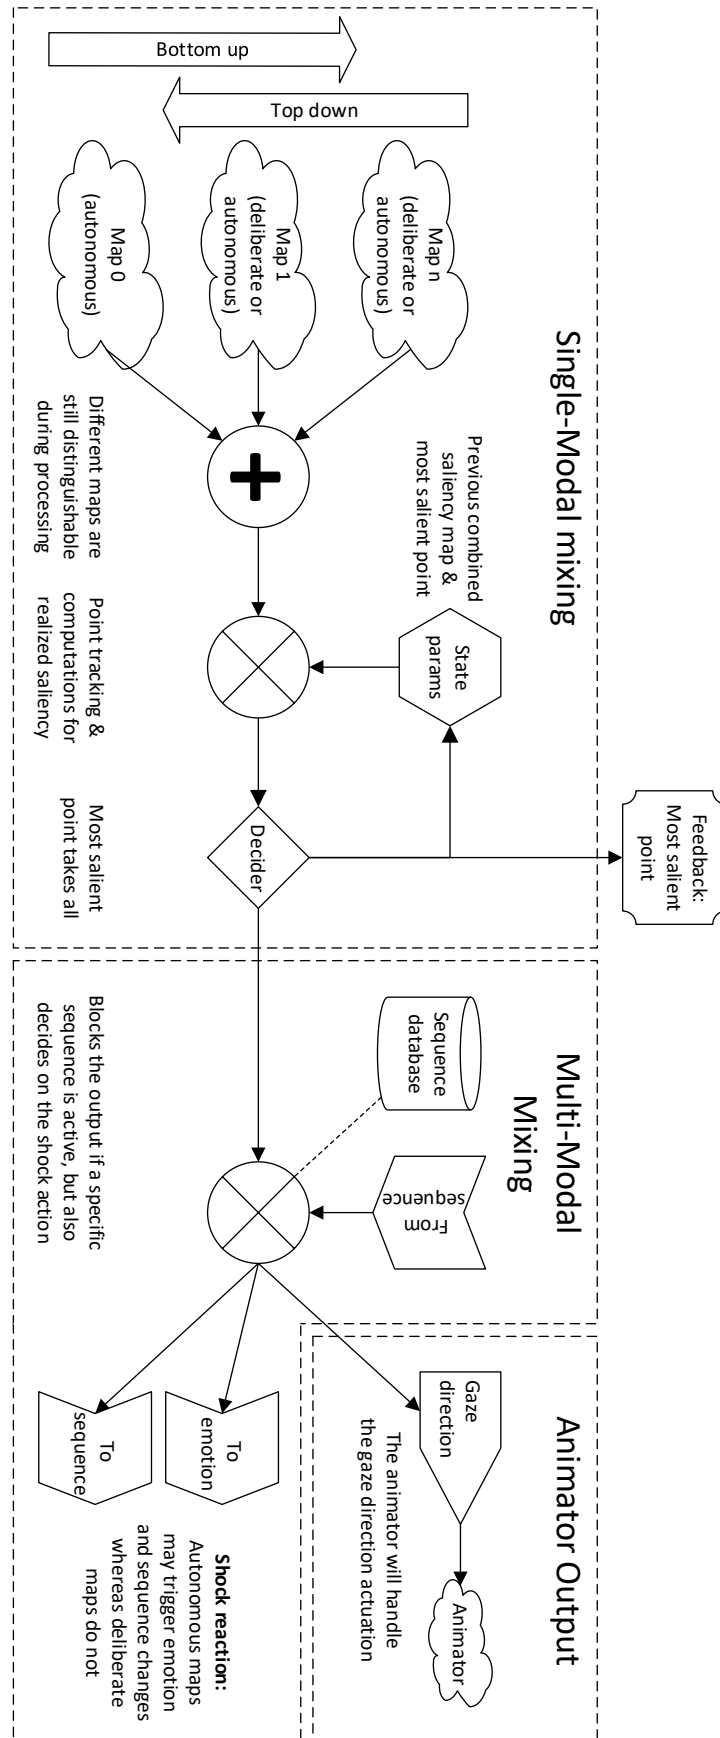 Single-Modal mixing
Bottom up
Top down
Map n
(deliberate or
autonomous)
Map 1
(deliberate or
autonomous)
Map 0
(autonomous)
Different maps are
still distinguishable
during processing
Previous combined
saliency map &
most salient point
State
params
Point tracking &
computations for
realized saliency
Decider
Most salient
point takes all
Feedback:
Most salient
point
Multi-Modal
Mixing
Sequence
database
From
sequence
Blocks the output if a specific
sequence is active, but also
decides on the shock action
Animator Output
Gaze
direction
Animator
The animator will handle
the gaze direction actuation
To
emotion
To
sequence
Shock reaction:
Autonomous maps
may trigger emotion
and sequence changes
whereas deliberate
maps do not